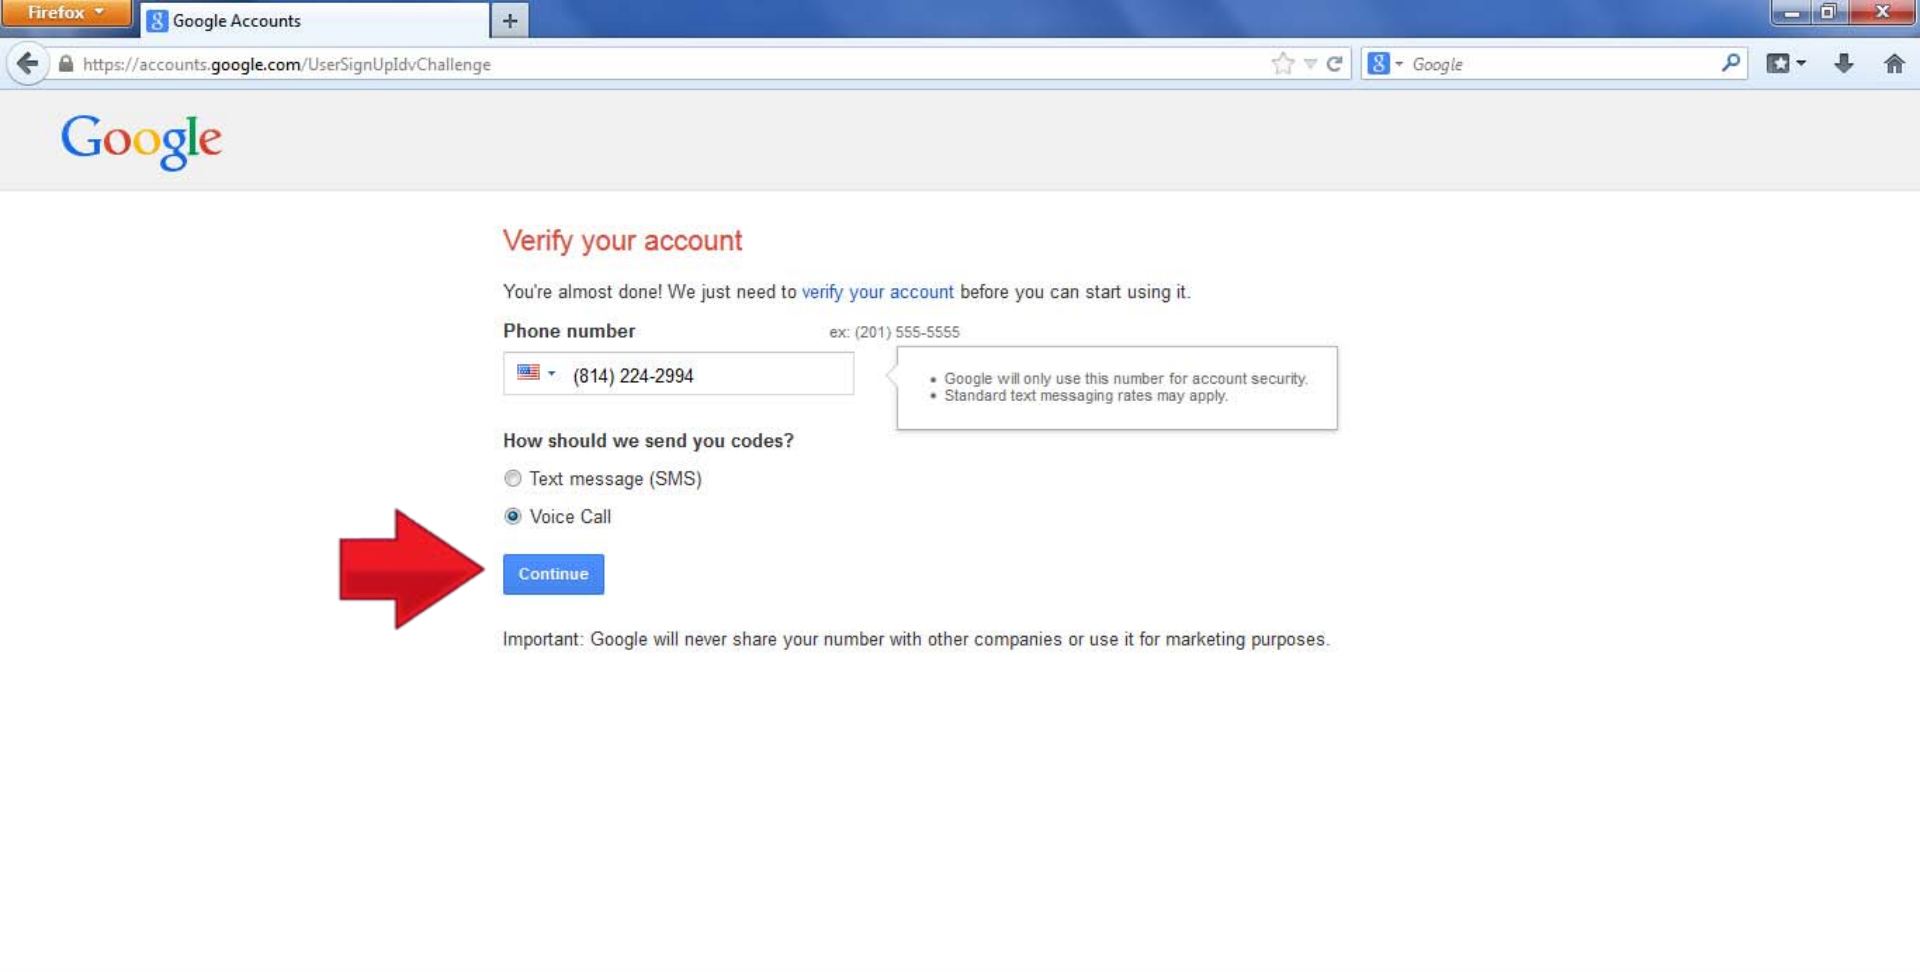 Firefox
Google Accounts
https://accounts.google.com/UserSignUpIdvChallenge
Google
Google
Verify your account
You're almost done! We just need to verify your account before you can start using it.
Phone number
ex: (201) 555-5555
(814) 224-2994
Google will only use this number for account security.
Standard text messaging rates may apply.
How should we send you codes?
Text message (SMS)
Voice Call
Continue
Important: Google will never share your number with other companies or use it for marketing purposes.